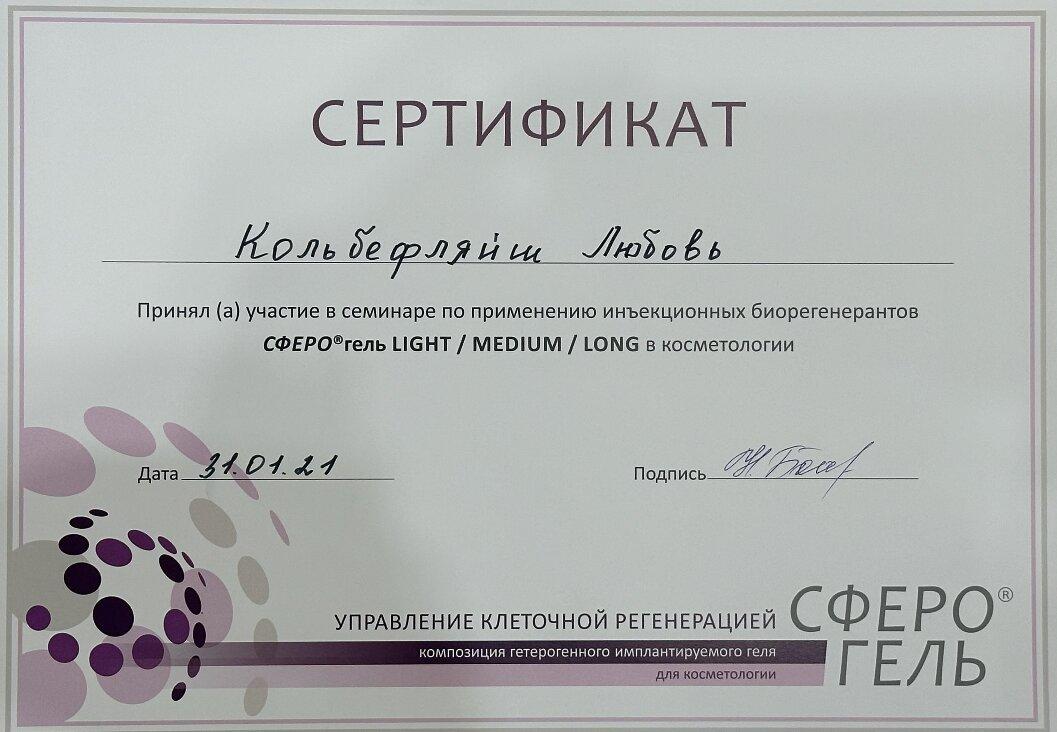 СЕРТИФИКАТ
Кольбефляйш Любовь
Принял (а) участие в семинаре по применению инъекционных биорегенерантов
СФЕРО®гель LIGHT / MEDIUM / LONG в косметологии
Дата 31.01.21
Подпись
УПРАВЛЕНИЕ КЛЕТОЧНОЙ РЕГЕНЕРАЦИЕЙ
композиция гетерогенного имплантируемого геля
для косметологии
СФЕРО®
ГЕЛЬ